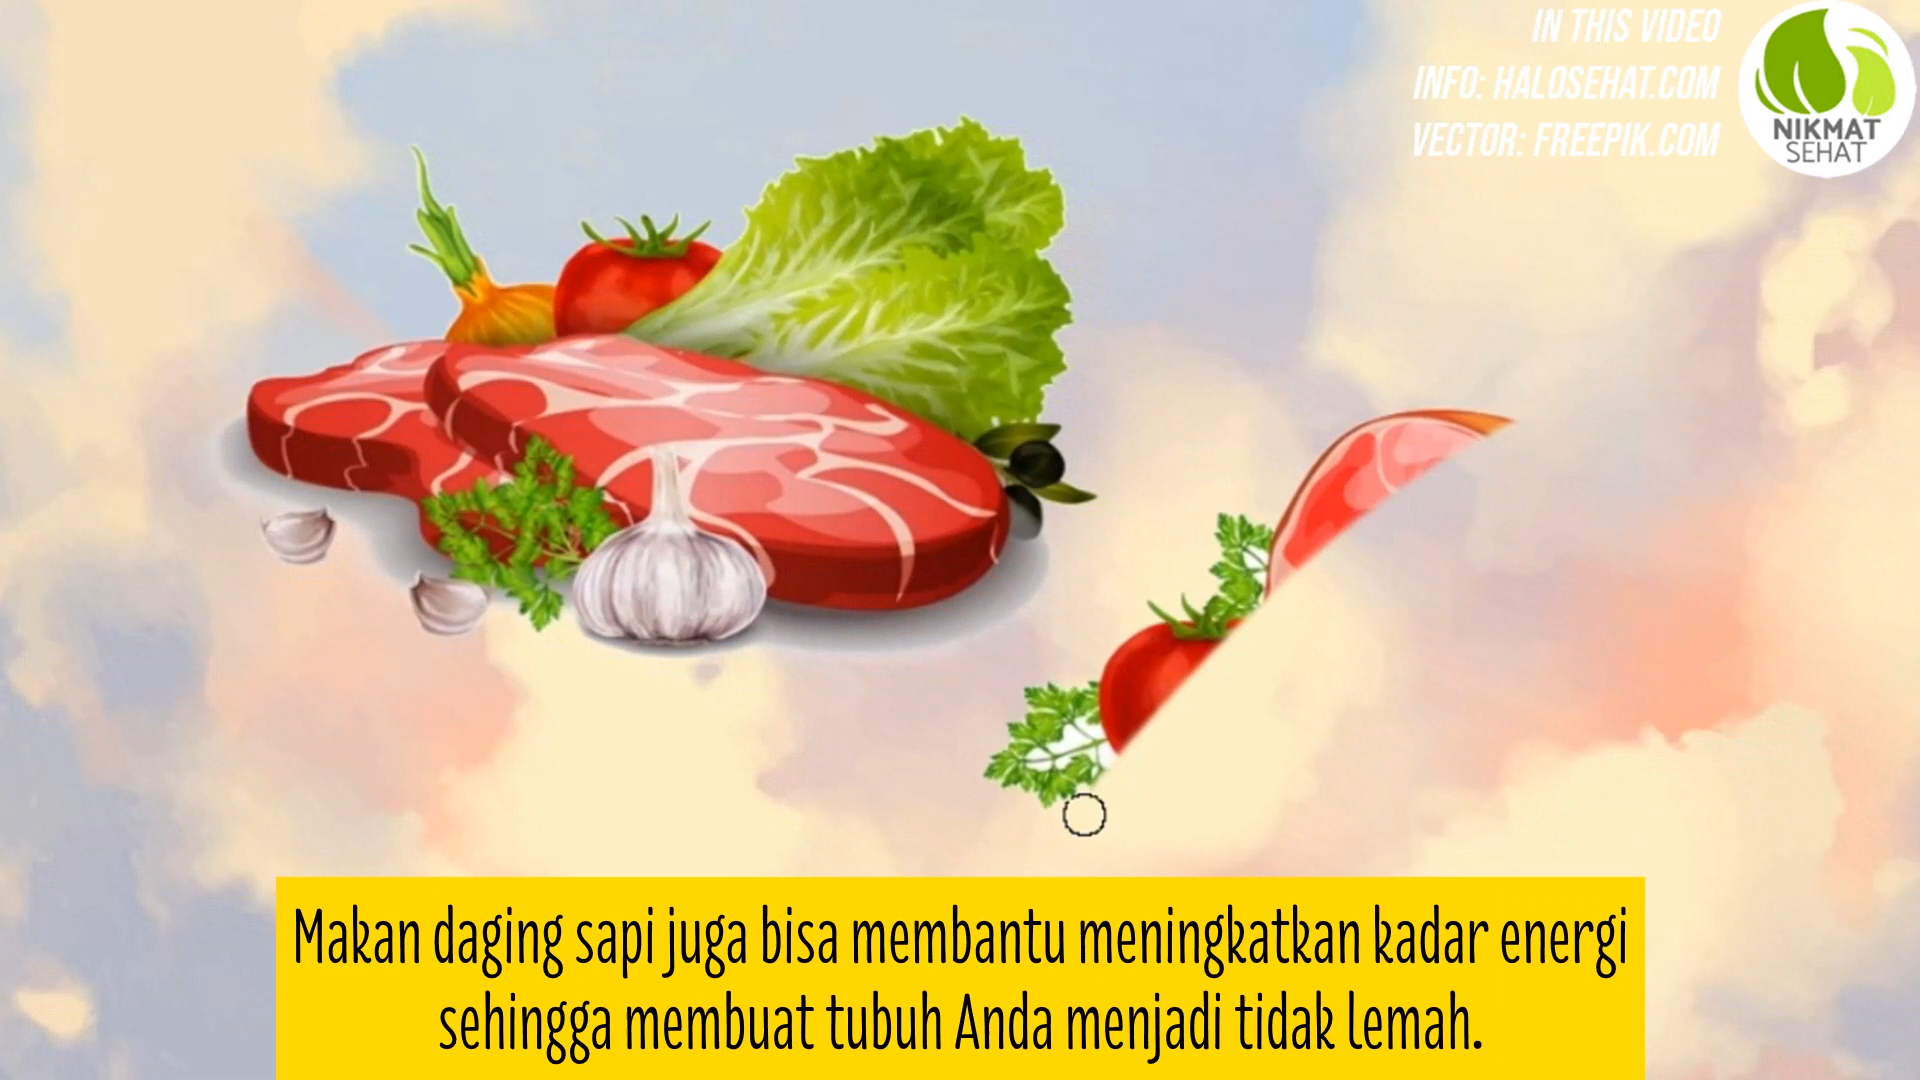 IN THIS VIDEO
INFO: HALOSEHAT.COM
VECTOR: FREEPIK.COM
NIKMAT
SEHAT
Makan daging sapi juga bisa membantu meningkatkan kadar energi
sehingga membuat tubuh Anda menjadi tidak lemah.